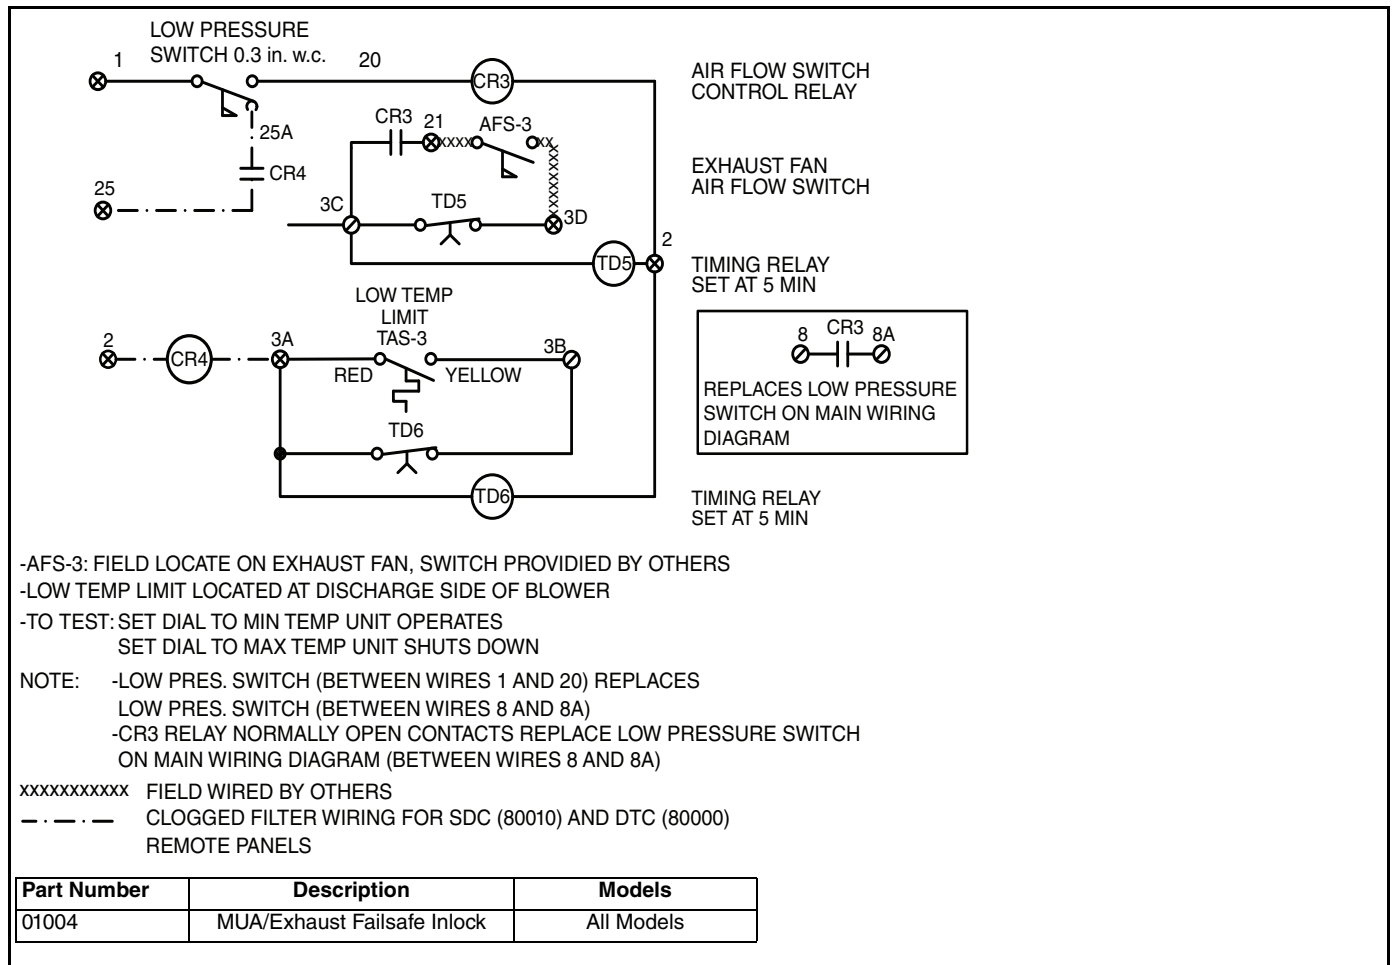 LOW PRESSURE
SWITCH 0.3 in. w.c.
1
20
CR3
AIR FLOW SWITCH
CONTROL RELAY
25A
CR4
25
CR3
21
xxxx
AFS-3
xx
xxxxxxx
EXHAUST FAN
AIR FLOW SWITCH
3C
TD5
3D
2
TD5
TIMING RELAY
SET AT 5 MIN
LOW TEMP
LIMIT
TAS-3
2
CR4
3A
3B
RED
YELLOW
TD6
TD6
8
CR3
8A
REPLACES LOW PRESSURE
SWITCH ON MAIN WIRING
DIAGRAM
TIMING RELAY
SET AT 5 MIN
-AFS-3: FIELD LOCATE ON EXHAUST FAN, SWITCH PROVIDIED BY OTHERS
-LOW TEMP LIMIT LOCATED AT DISCHARGE SIDE OF BLOWER
-TO TEST: SET DIAL TO MIN TEMP UNIT OPERATES
SET DIAL TO MAX TEMP UNIT SHUTS DOWN
NOTE: -LOW PRES. SWITCH (BETWEEN WIRES 1 AND 20) REPLACES
LOW PRES. SWITCH (BETWEEN WIRES 8 AND 8A)
-CR3 RELAY NORMALLY OPEN CONTACTS REPLACE LOW PRESSURE SWITCH
ON MAIN WIRING DIAGRAM (BETWEEN WIRES 8 AND 8A)
xxxxxxxxxxx FIELD WIRED BY OTHERS
CLOGGED FILTER WIRING FOR SDC (80010) AND DTC (80000)
REMOTE PANELS
Part Number Description Models
01004 MUA/Exhaust Failsafe Inlock All Models